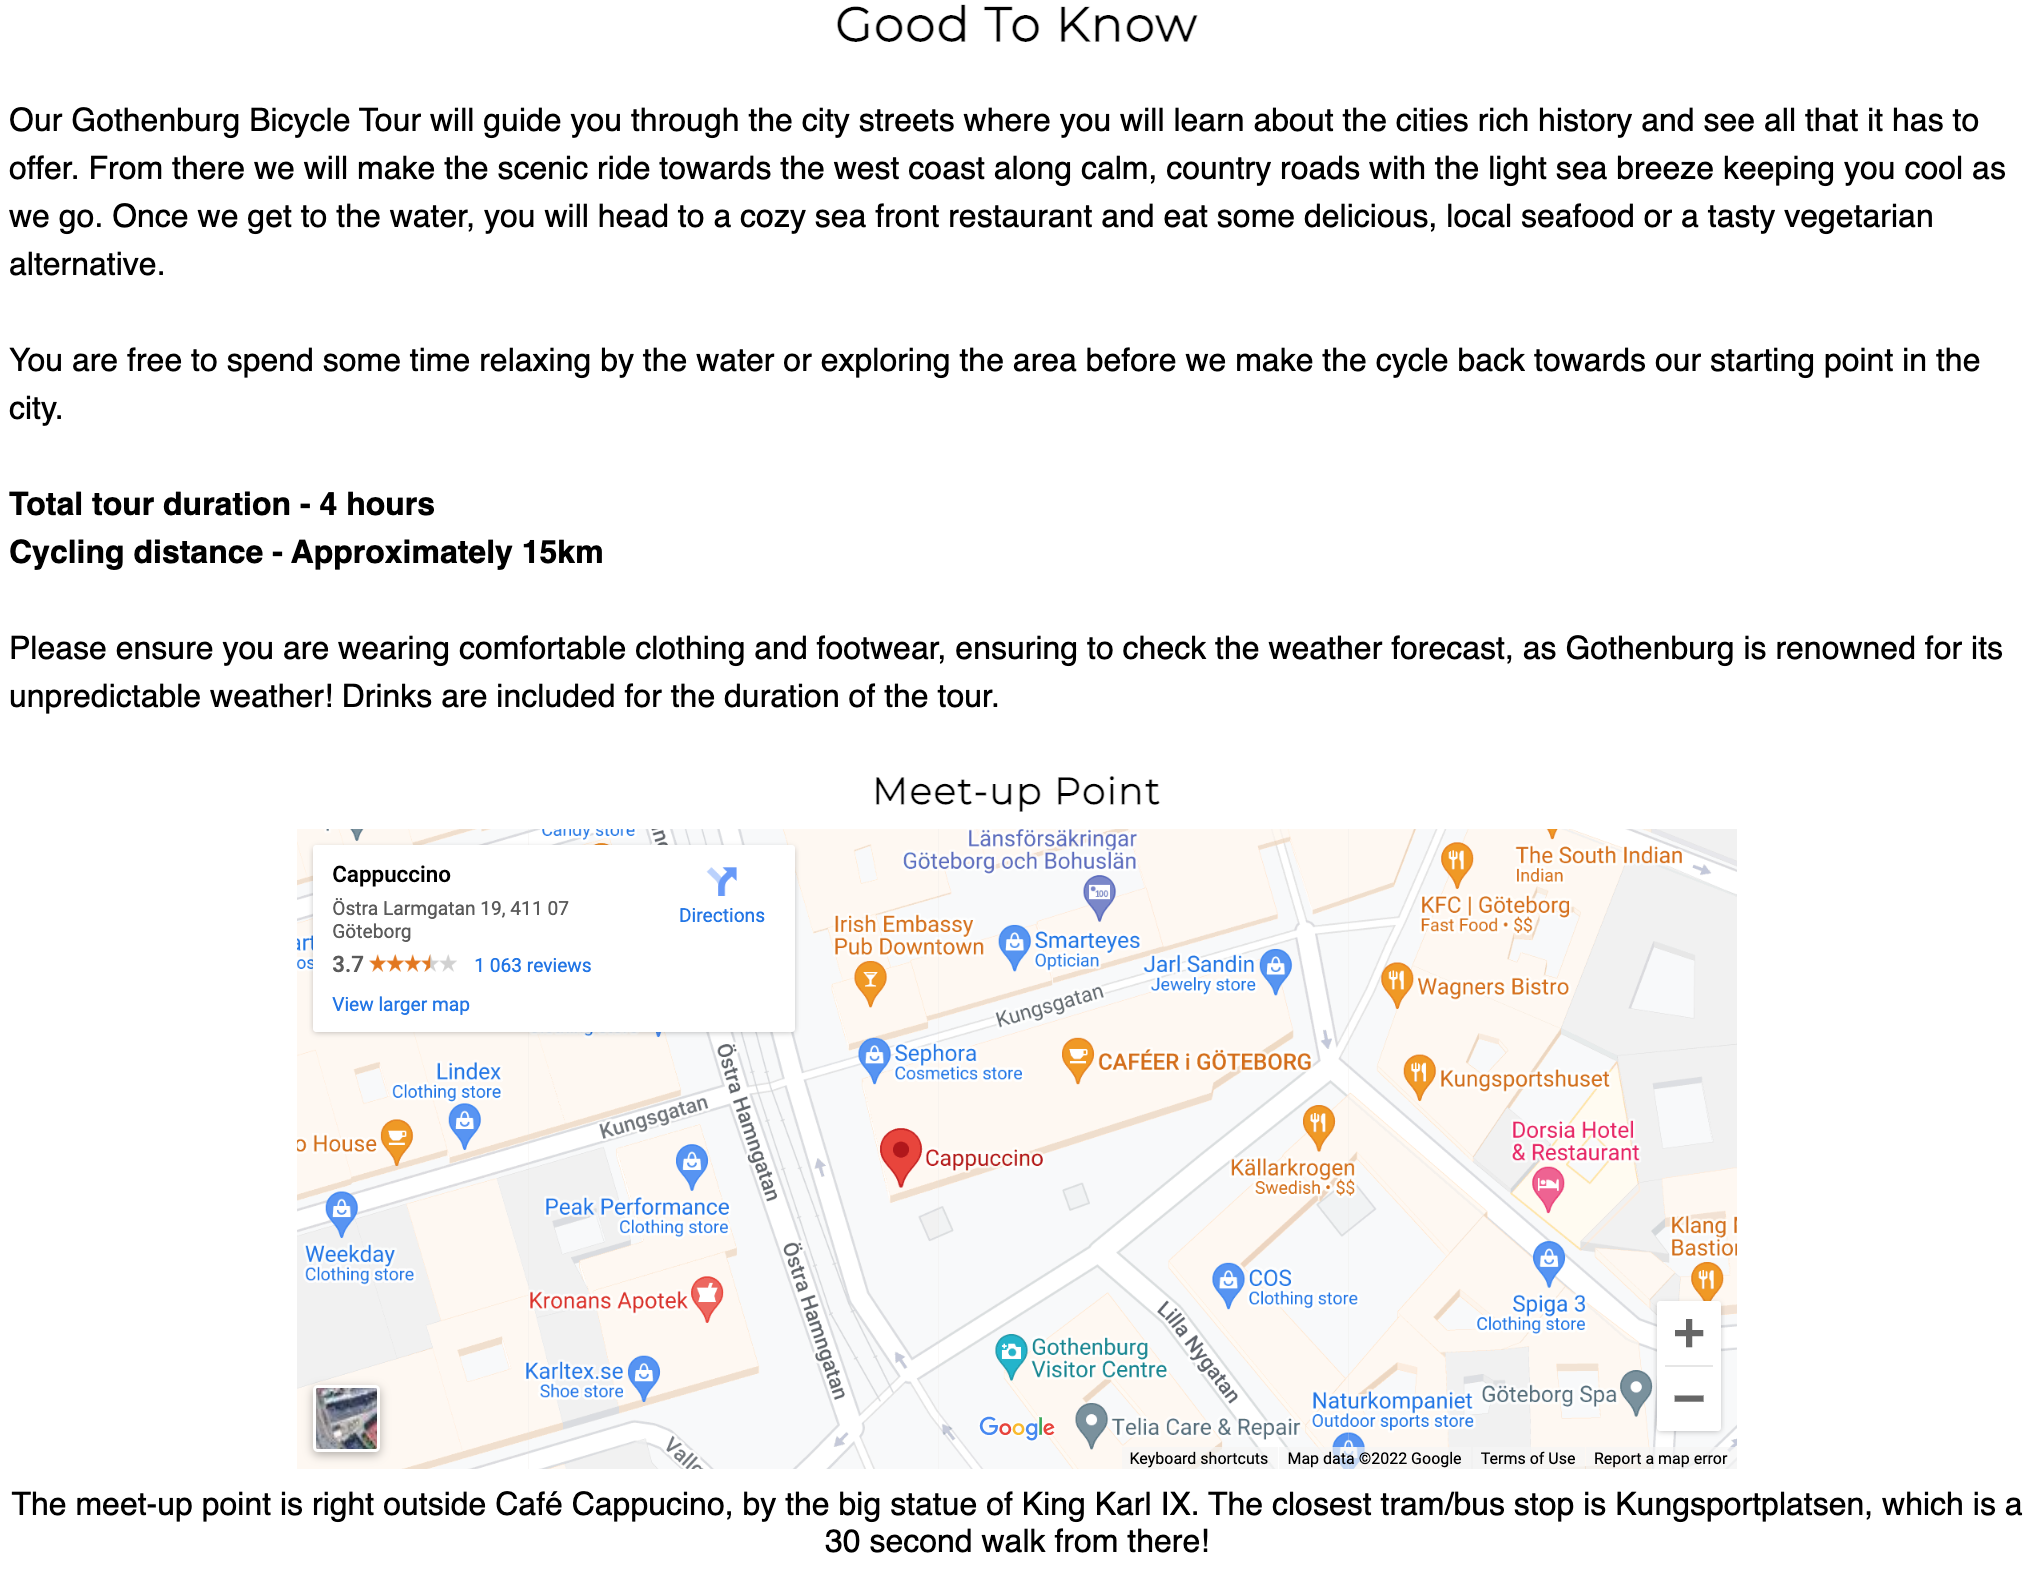 Good To Know
Our Gothenburg Bicycle Tour will guide you through the city streets where you will learn about the cities rich history and see all that it has to
offer. From there we will make the scenic ride towards the west coast along calm, country roads with the light sea breeze keeping you cool as
we go. Once we get to the water, you will head to a cozy sea front restaurant and eat some delicious, local seafood or a tasty vegetarian
alternative.
You are free to spend some time relaxing by the water or exploring the area before we make the cycle back towards our starting point in the
city.
Total tour duration - 4 hours
Cycling distance - Approximately 15km
Please ensure you are wearing comfortable clothing and footwear, ensuring to check the weather forecast, as Gothenburg is renowned for its
unpredictable weather! Drinks are included for the duration of the tour.
Meet-up Point
Candy store
Cappuccino
Östra Larmgatan 19, 411 07
Göteborg
3.7
1 063 reviews
View larger map
Directions
Länsförsäkringar
Göteborg och Bohuslän
100
The South Indian
Indian
KFC | Göteborg
Fast Food • $$
Irish Embassy
Pub Downtown
Smarteyes
Optician
Jarl Sandin
Jewelry store
Wagners Bistro
Kungsgatan
Sephora
Cosmetics store
CAFÉER i GÖTEBORG
Kungsportshuset
Lindex
Clothing store
Östra Hamngatan
Kungsgatan
o House
Cappuccino
Källarkrogen
Swedish • $$
Dorsia Hotel
& Restaurant
Peak Performance
Clothing store
Weekday
Clothing store
Klang
Bastio
Östra Hamngatan
COS
Clothing store
Kronans Apotek
Spiga 3
Clothing store
Lilla Nygatan
Gothenburg
Visitor Centre
Karltex.se
Shoe store
Naturkompaniet
Outdoor sports store
Göteborg Spa
Google
Telia Care & Repair
Valle
Keyboard shortcuts
Map data ©2022 Google
Terms of Use
Report a map error
The meet-up point is right outside Café Cappucino, by the big statue of King Karl IX. The closest tram/bus stop is Kungsportplatsen, which is a
30 second walk from there!